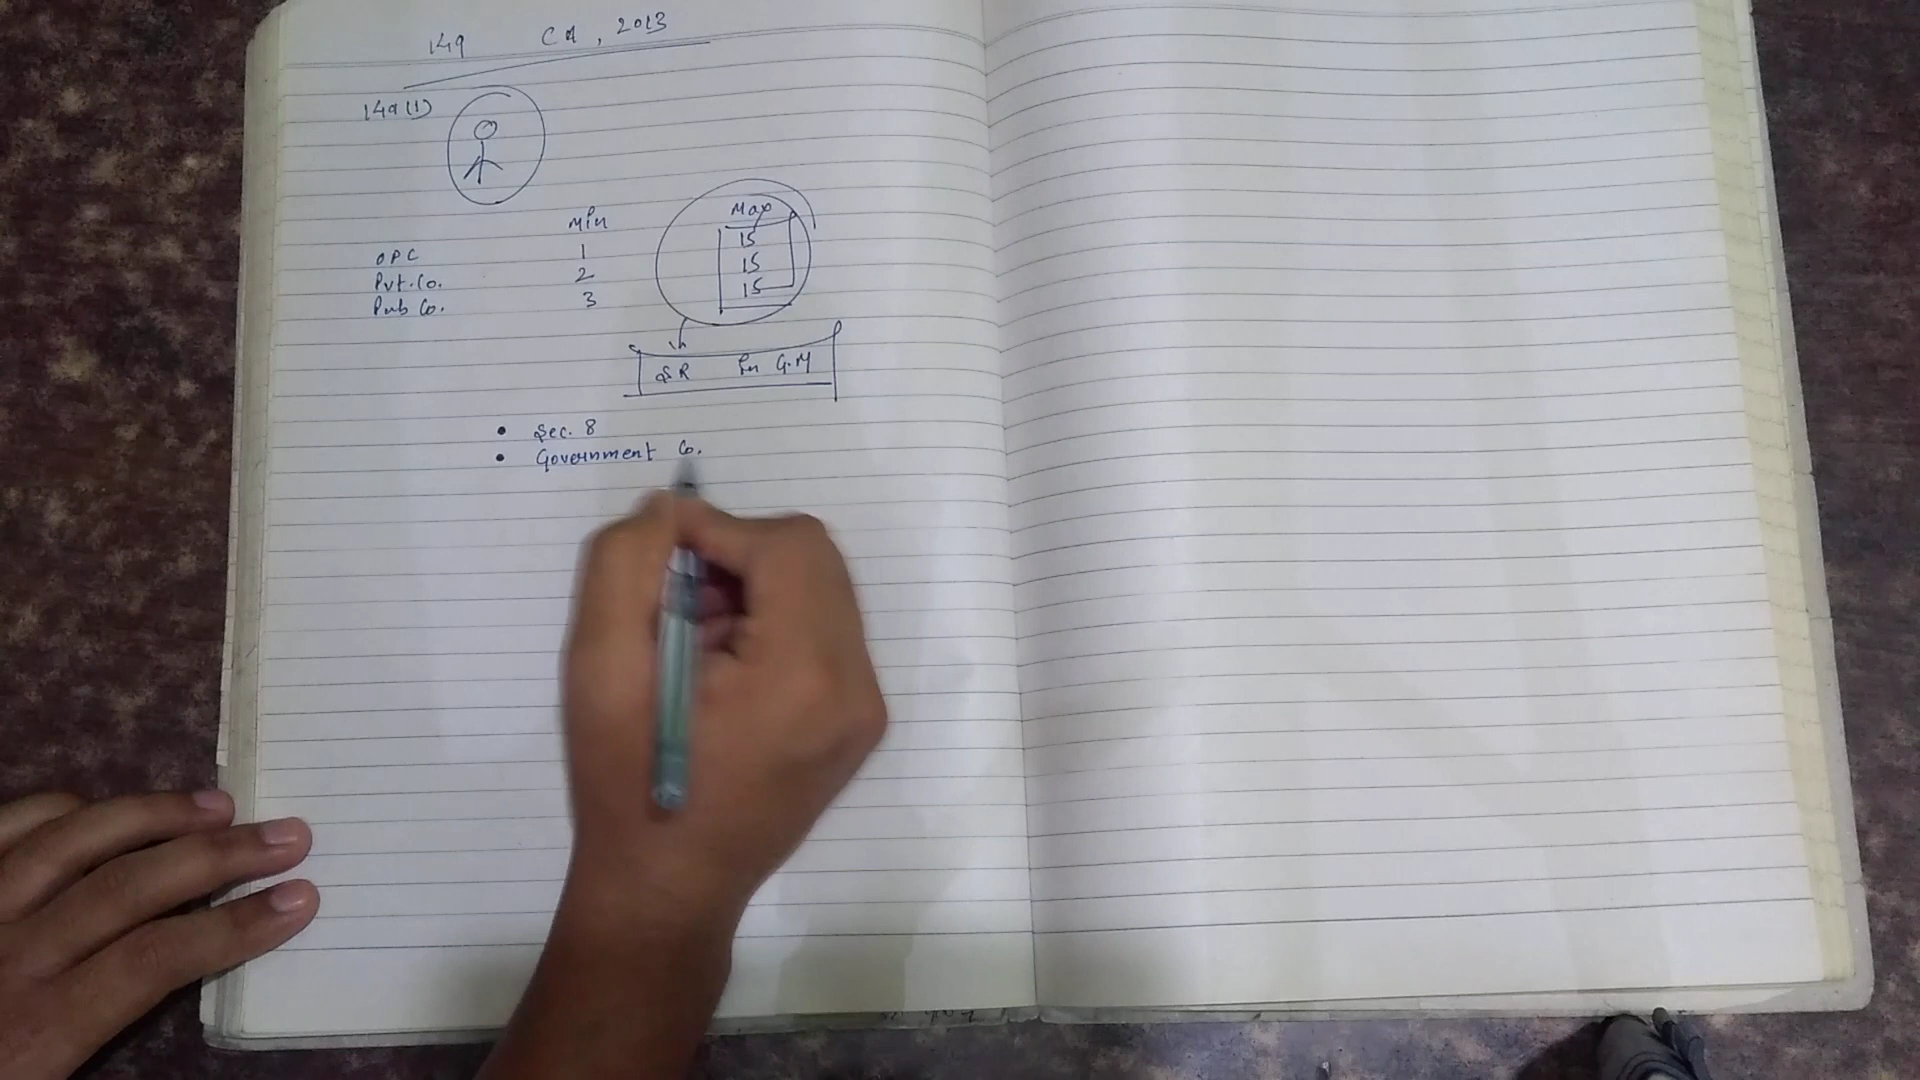 149 CA, 2013
149(1)
Min Max
OPC 1 15
Pvt. Co. 2 15
Pub Co. 3 15
SR in G.M
• Sec. 8
• Government Co.